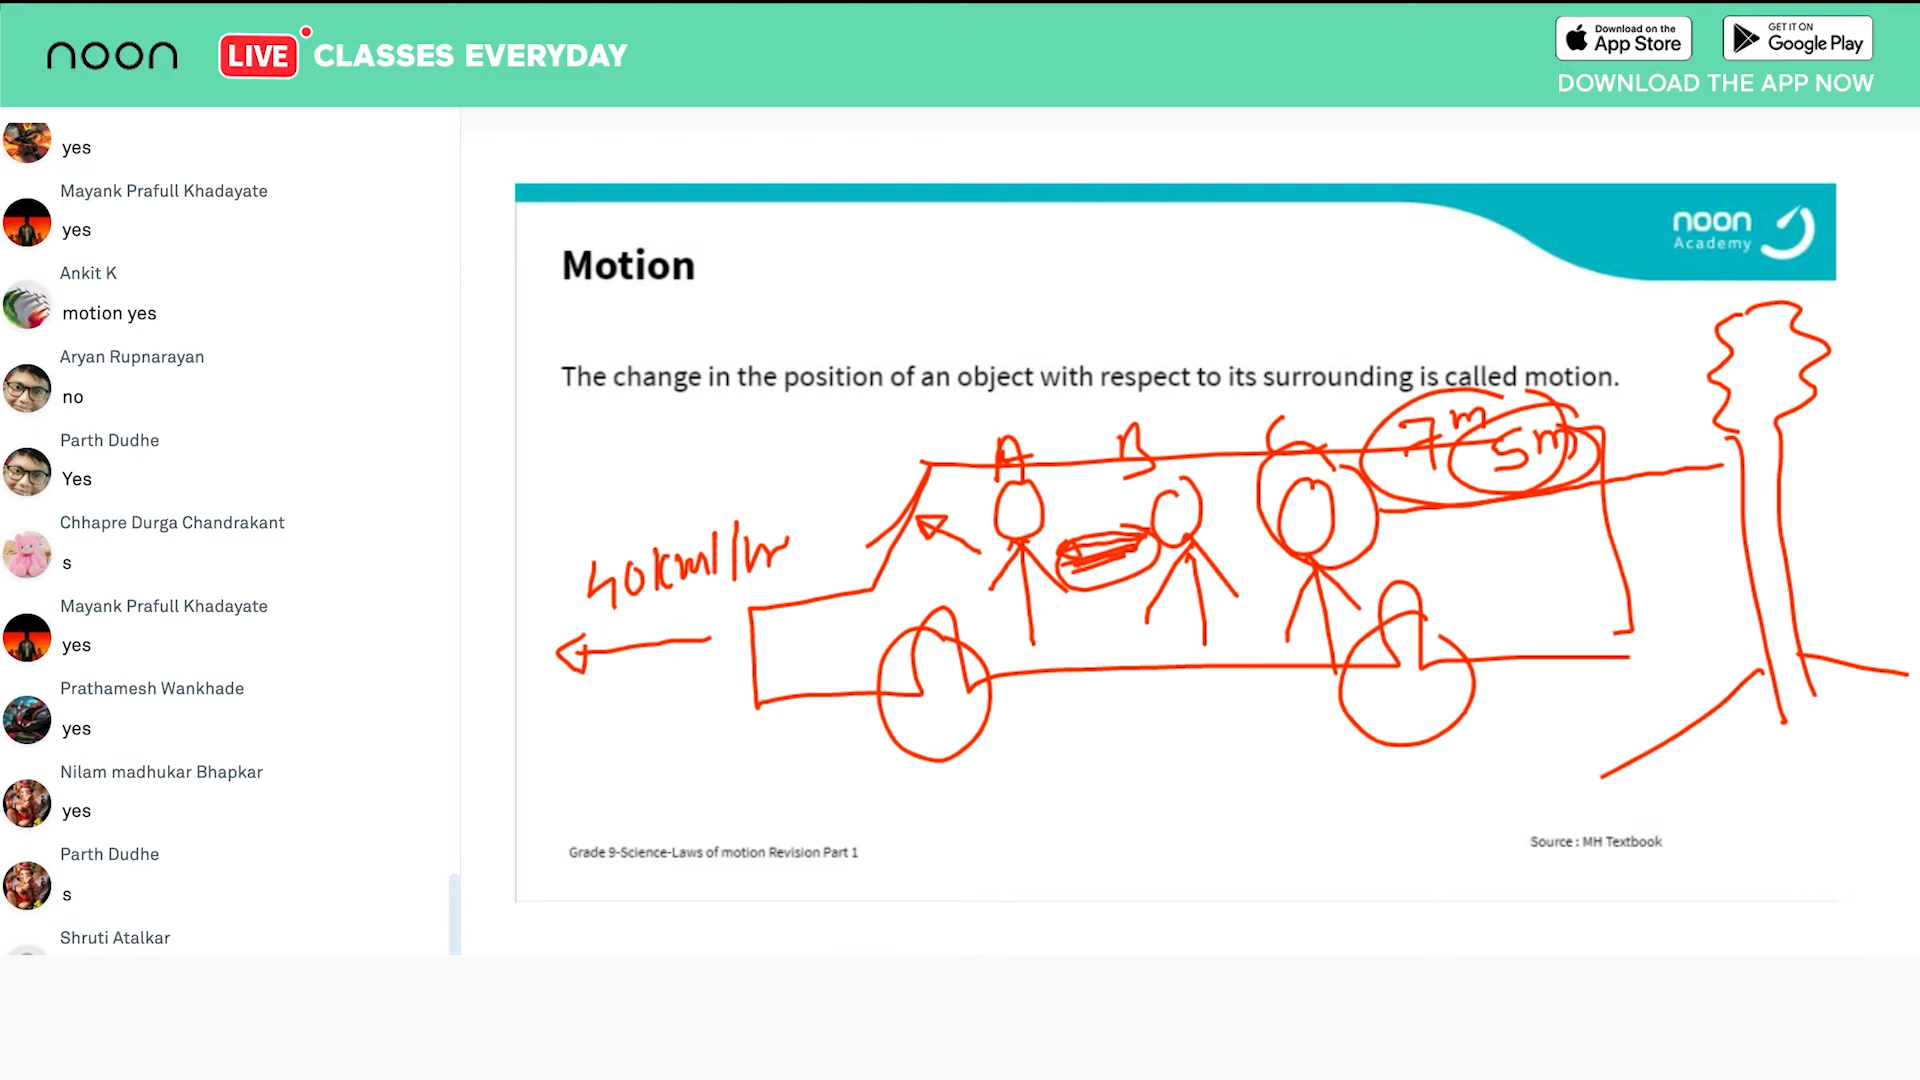 noon LIVE CLASSES EVERYDAY
Download on the App Store
GET IT ON Google Play
DOWNLOAD THE APP NOW
yes
Mayank Prafull Khadayate
yes
Ankit K
motion yes
Aryan Rupnarayan
no
Parth Dudhe
Yes
Chhapre Durga Chandrakant
s
Mayank Prafull Khadayate
yes
Prathamesh Wankhade
yes
Nilam madhukar Bhapkar
yes
Parth Dudhe
s
Shruti Atalkar
noon
Academy
Motion
The change in the position of an object with respect to its surrounding is called motion.
A B C 7m 5m
40km/hr
Grade 9-Science-Laws of motion Revision Part 1
Source : MH Textbook